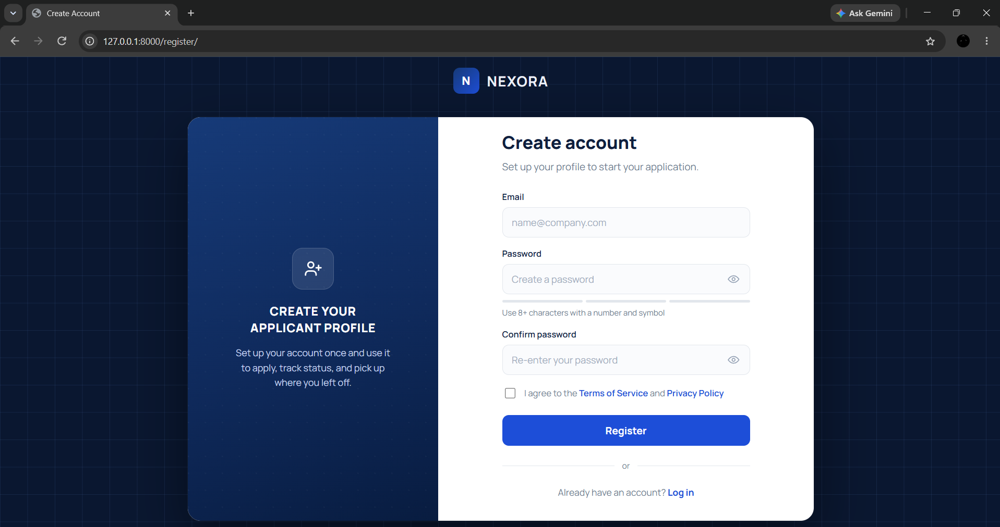 Create Account
Ask Gemini
127.0.0.1:8000/register/
N NEXORA
CREATE YOUR
APPLICANT PROFILE
Set up your account once and use it
to apply, track status, and pick up
where you left off.
Create account
Set up your profile to start your application.
Email
name@company.com
Password
Create a password
Use 8+ characters with a number and symbol
Confirm password
Re-enter your password
I agree to the Terms of Service and Privacy Policy
Register
or
Already have an account? Log in